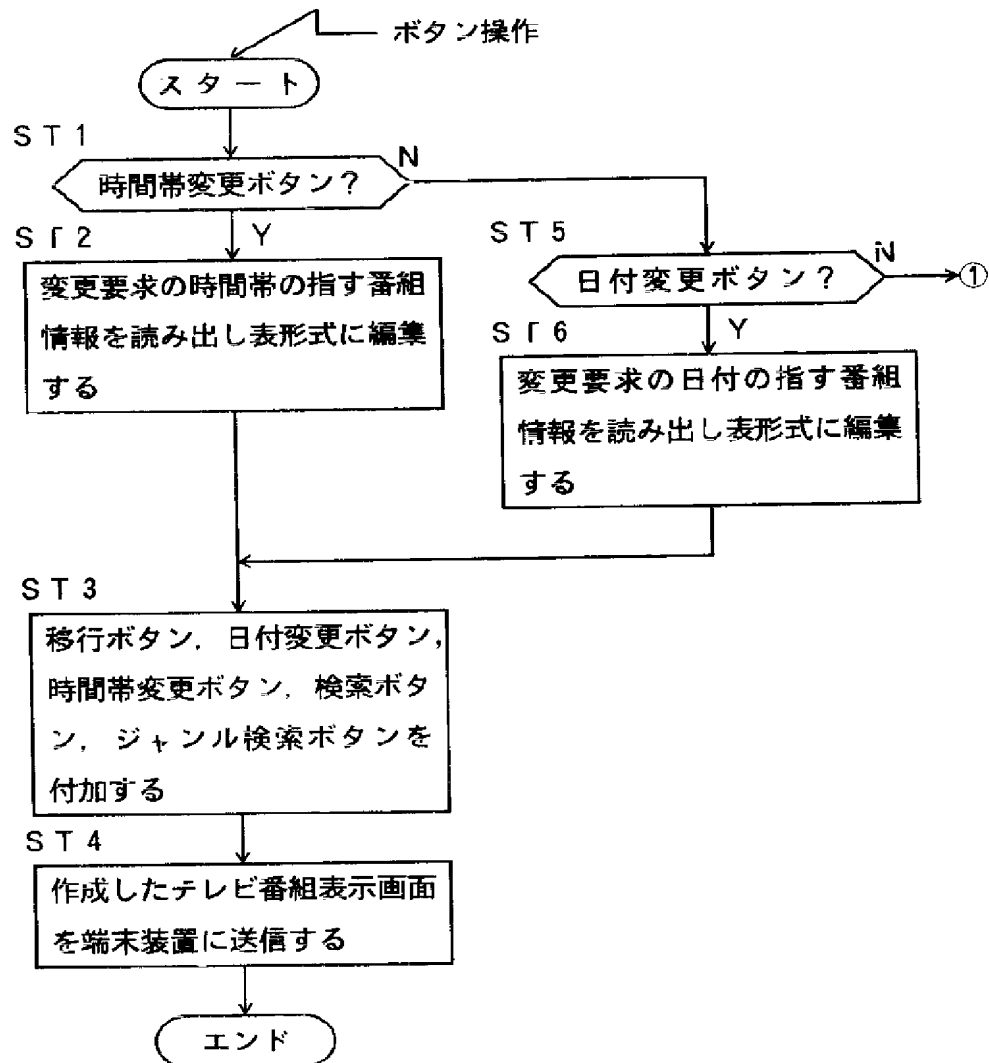 ボタン操作
スタート
ST1
時間帯変更ボタン?
N
Y
ST2
変更要求の時間帯の指す番組
情報を読み出し表形式に編集
する
ST5
日付変更ボタン?
N
①
Y
ST6
変更要求の日付の指す番組
情報を読み出し表形式に編集
する
ST3
移行ボタン,日付変更ボタン,
時間帯変更ボタン,検索ボタ
ン,ジャンル検索ボタンを
付加する
ST4
作成したテレビ番組表示画面
を端末装置に送信する
エンド